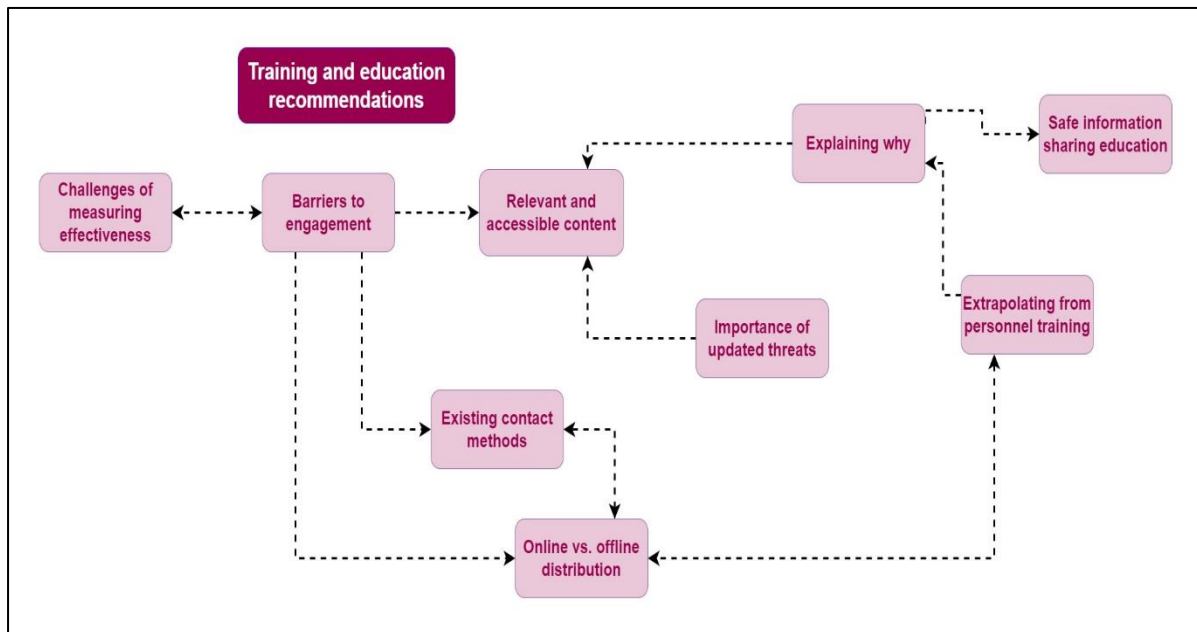 Training and education
recommendations
Explaining why
Safe information
sharing education
Challenges of
measuring
effectiveness
Barriers to
engagement
Relevant and
accessible content
Importance of
updated threats
Extrapolating from
personnel training
Existing contact
methods
Online vs. offline
distribution